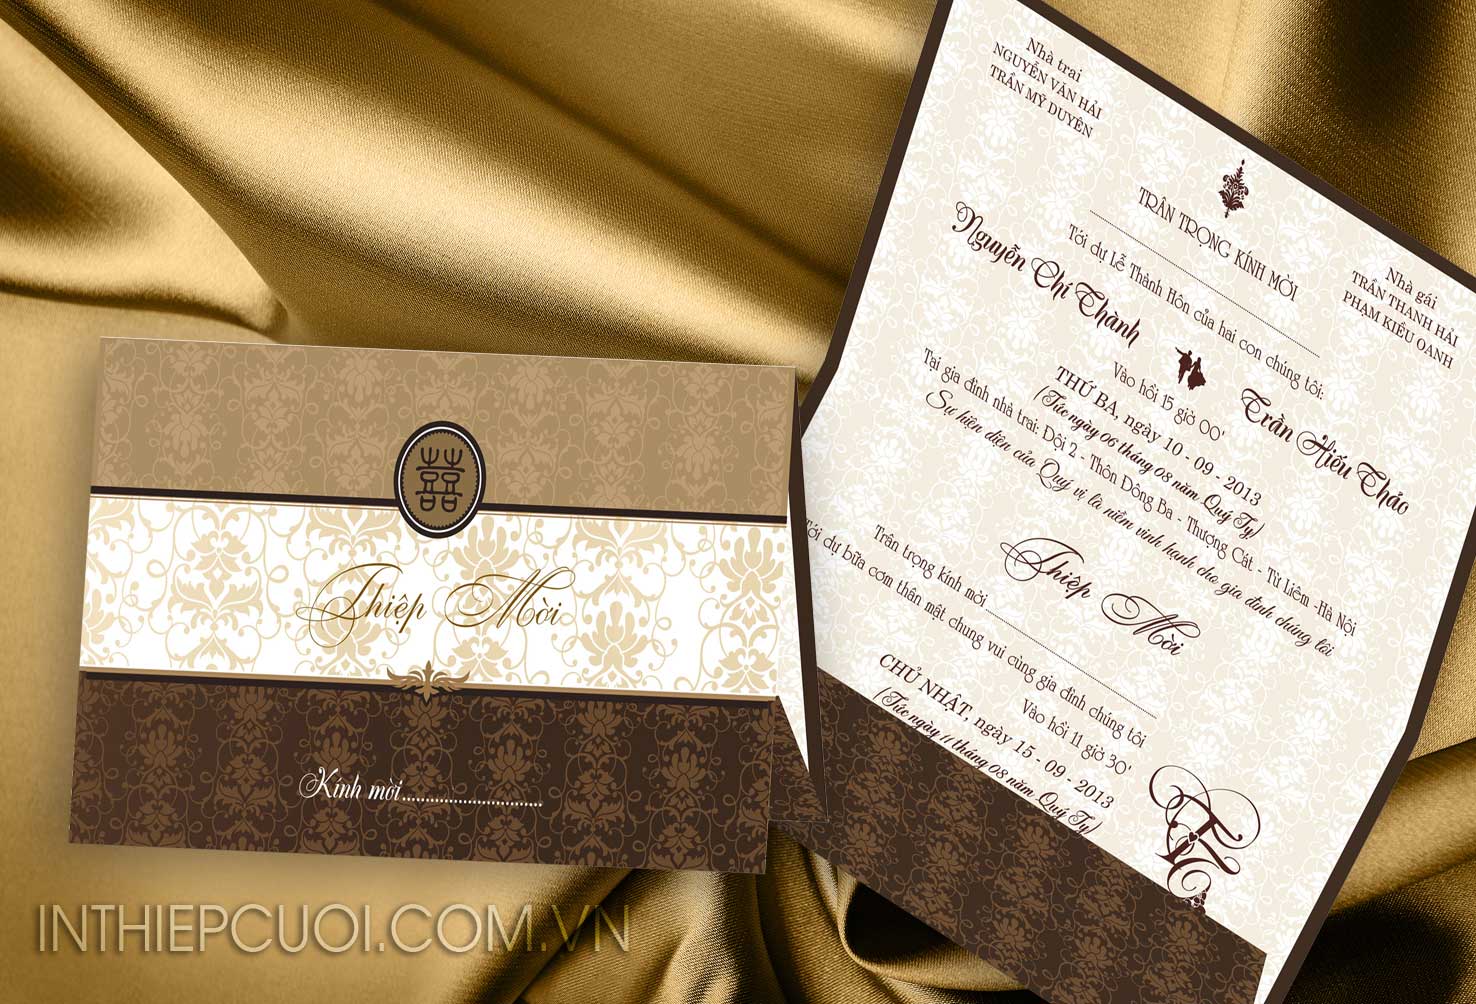 囍
Thiệp Mời
Kính mời..............................
Nhà trai
NGUYỄN VĂN HẢI
TRẦN MỸ DUYÊN
Nhà gái
TRẦN THANH HẢI
PHẠM KIỀU OANH
TRÂN TRỌNG KÍNH MỜI
Tới dự Lễ Thành Hôn của hai con chúng tôi:
Nguyễn Chí Thành
Trần Hiếu Thảo
Vào hồi 15 giờ 00'
THỨ BA, ngày 10 - 09 - 2013
(Tức ngày 06 tháng 08 năm Quý Tỵ)
Tại gia đình nhà trai: Đội 2 - Thôn Đông Ba - Thượng Cát - Từ Liêm -Hà Nội
Sự hiện diện của Quý vị là niềm vinh hạnh cho gia đình chúng tôi
Thiệp Mời
Trân trọng kính mời
Tới dự bữa cơm thân mật chung vui cùng gia đình chúng tôi
Vào hồi 11 giờ 30'
CHỦ NHẬT, ngày 15 - 09 - 2013
(Tức ngày 11 tháng 08 năm Quý Tỵ)
INTHIEPCUOI.COM.VN